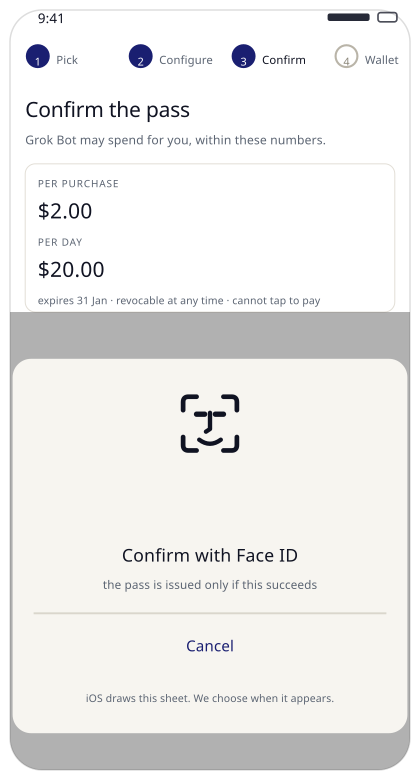 9:41
1 Pick 2 Configure 3 Confirm 4 Wallet
Confirm the pass
Grok Bot may spend for you, within these numbers.
PER PURCHASE
$2.00
PER DAY
$20.00
expires 31 Jan · revocable at any time · cannot tap to pay
Confirm with Face ID
the pass is issued only if this succeeds
Cancel
iOS draws this sheet. We choose when it appears.